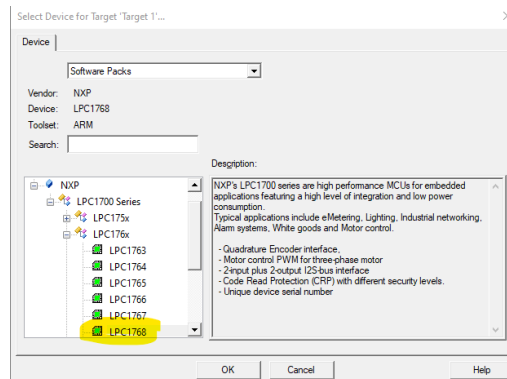 Select Device for Target 'Target 1'...
Device
Software Packs
Vendor: NXP
Device: LPC1768
Toolset: ARM
Search:
Description:
NXP
LPC1700 Series
LPC175x
LPC176x
LPC1763
LPC1764
LPC1765
LPC1766
LPC1767
LPC1768
NXP's LPC1700 series are high performance MCUs for embedded
applications featuring a high level of integration and low power
consumption.
Typical applications include eMetering, Lighting, Industrial networking,
Alarm systems, White goods and Motor control.
- Quadrature Encoder interface,
- Motor control PWM for three-phase motor
- 2-input plus 2-output I2S-bus interface
- Code Read Protection (CRP) with different security levels.
- Unique device serial number
OK Cancel Help